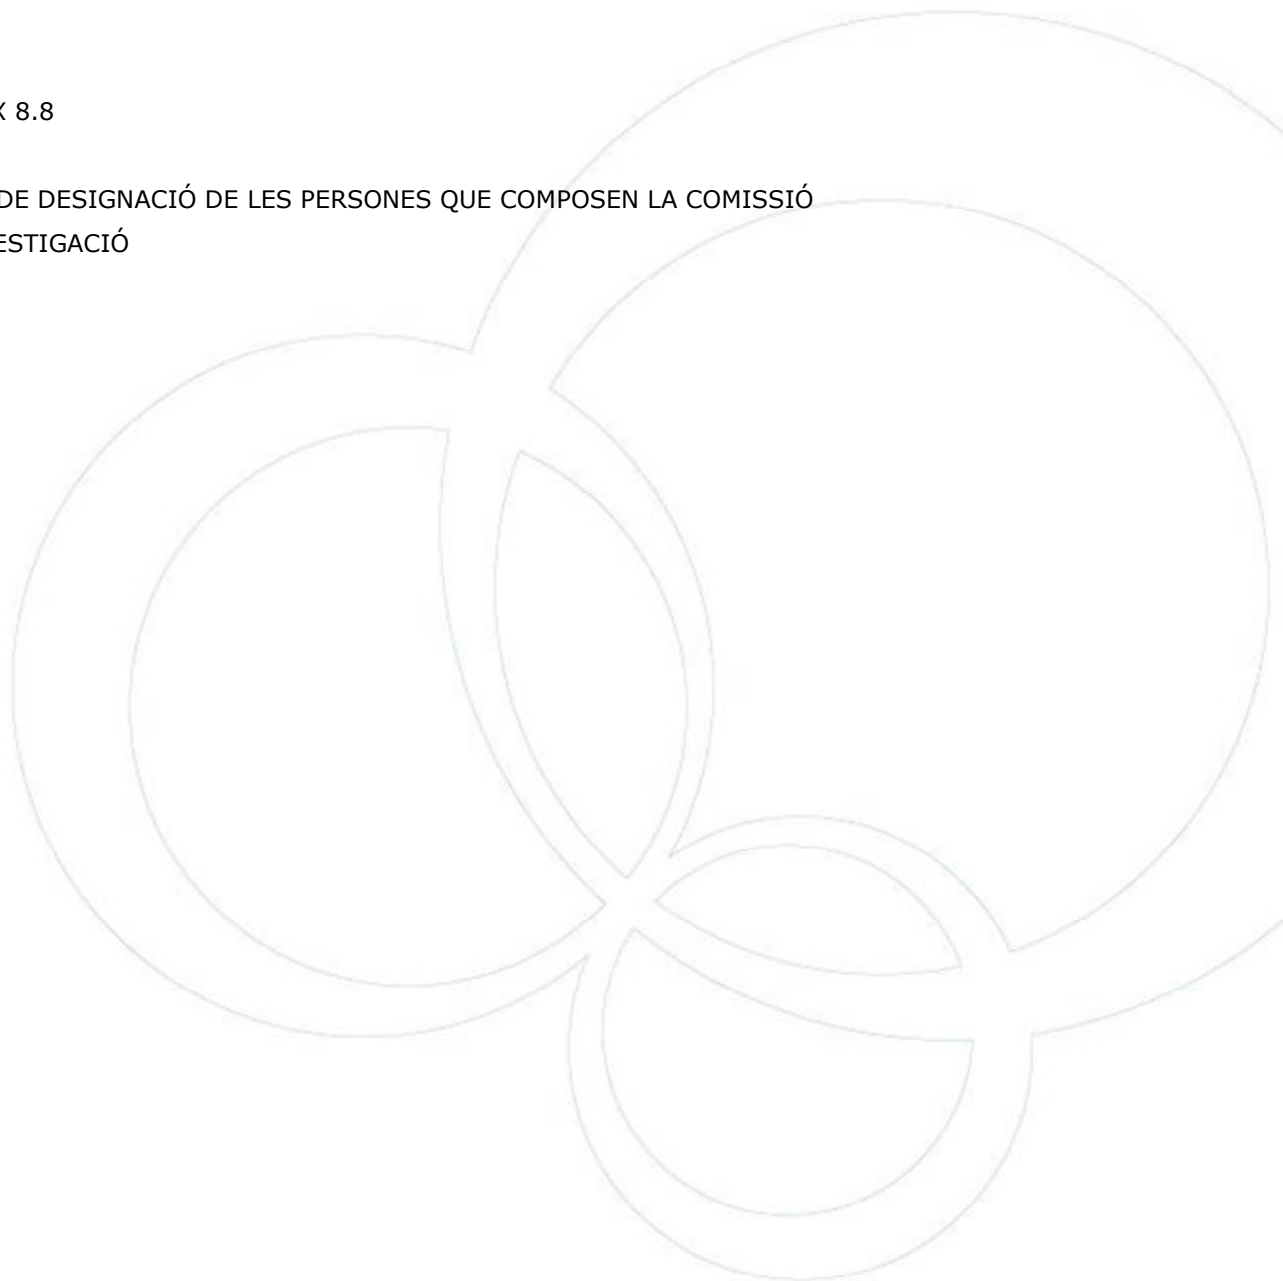 X 8.8
DE DESIGNACIÓ DE LES PERSONES QUE COMPOSEN LA COMISSIÓ
ESTIGACIÓ